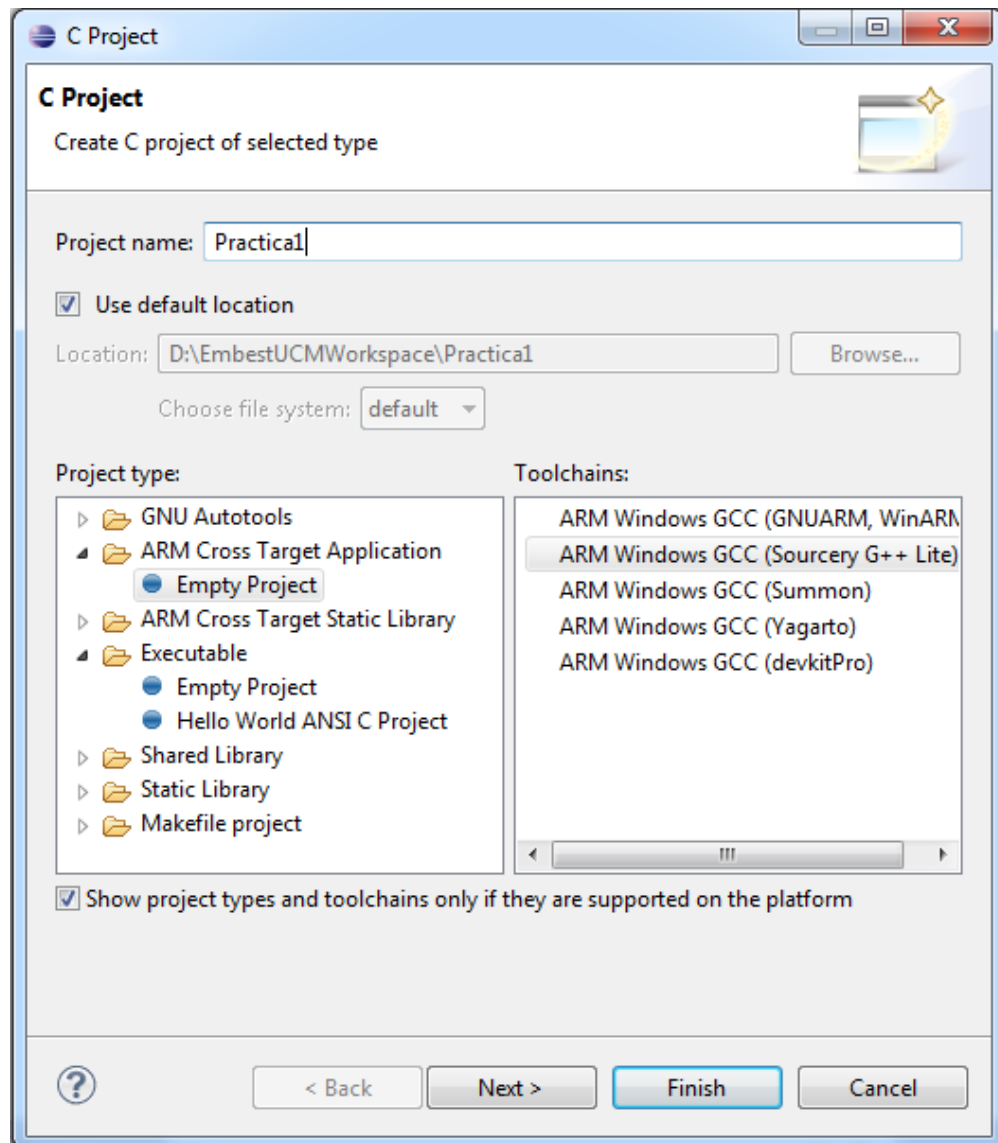 C Project
C Project
Create C project of selected type
Project name: Practica1
Use default location
Location: D:\EmbestUCMWorkspace\Practica1 Browse...
Choose file system: default
Project type:
GNU Autotools
ARM Cross Target Application
Empty Project
ARM Cross Target Static Library
Executable
Empty Project
Hello World ANSI C Project
Shared Library
Static Library
Makefile project
Toolchains:
ARM Windows GCC (GNUARM, WinARM
ARM Windows GCC (Sourcery G++ Lite)
ARM Windows GCC (Summon)
ARM Windows GCC (Yagarto)
ARM Windows GCC (devkitPro)
Show project types and toolchains only if they are supported on the platform
? < Back Next > Finish Cancel